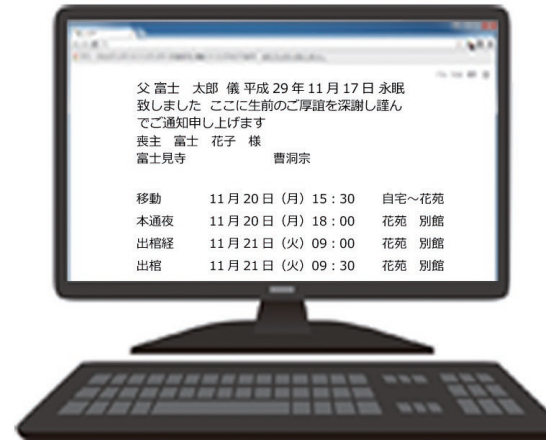 父 富士　太郎 儀 平成 29 年 11 月 17 日 永眠
致しました ここに生前のご厚誼を深謝し謹ん
でご通知申し上げます
喪主　富士　花子　様
富士見寺　　　　　　　　曹洞宗
移動　　11 月 20 日（月）15：30　　自宅～花苑
本通夜　　11 月 20 日（月）18：00　　花苑　別館
出棺経　　11 月 21 日（火）09：00　　花苑　別館
出棺　　11 月 21 日（火）09：30　　花苑　別館